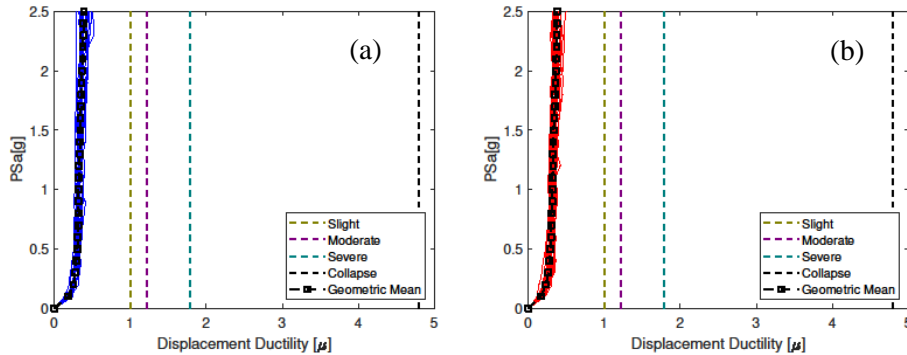 (a)
2.5
2
1.5
1
0.5
0
PSa[g]
0 1 2 3 4 5
Displacement Ductility [μ]
Slight
Moderate
Severe
Collapse
Geometric Mean
(b)
2.5
2
1.5
1
0.5
0
PSa[g]
0 1 2 3 4 5
Displacement Ductility [μ]
Slight
Moderate
Severe
Collapse
Geometric Mean